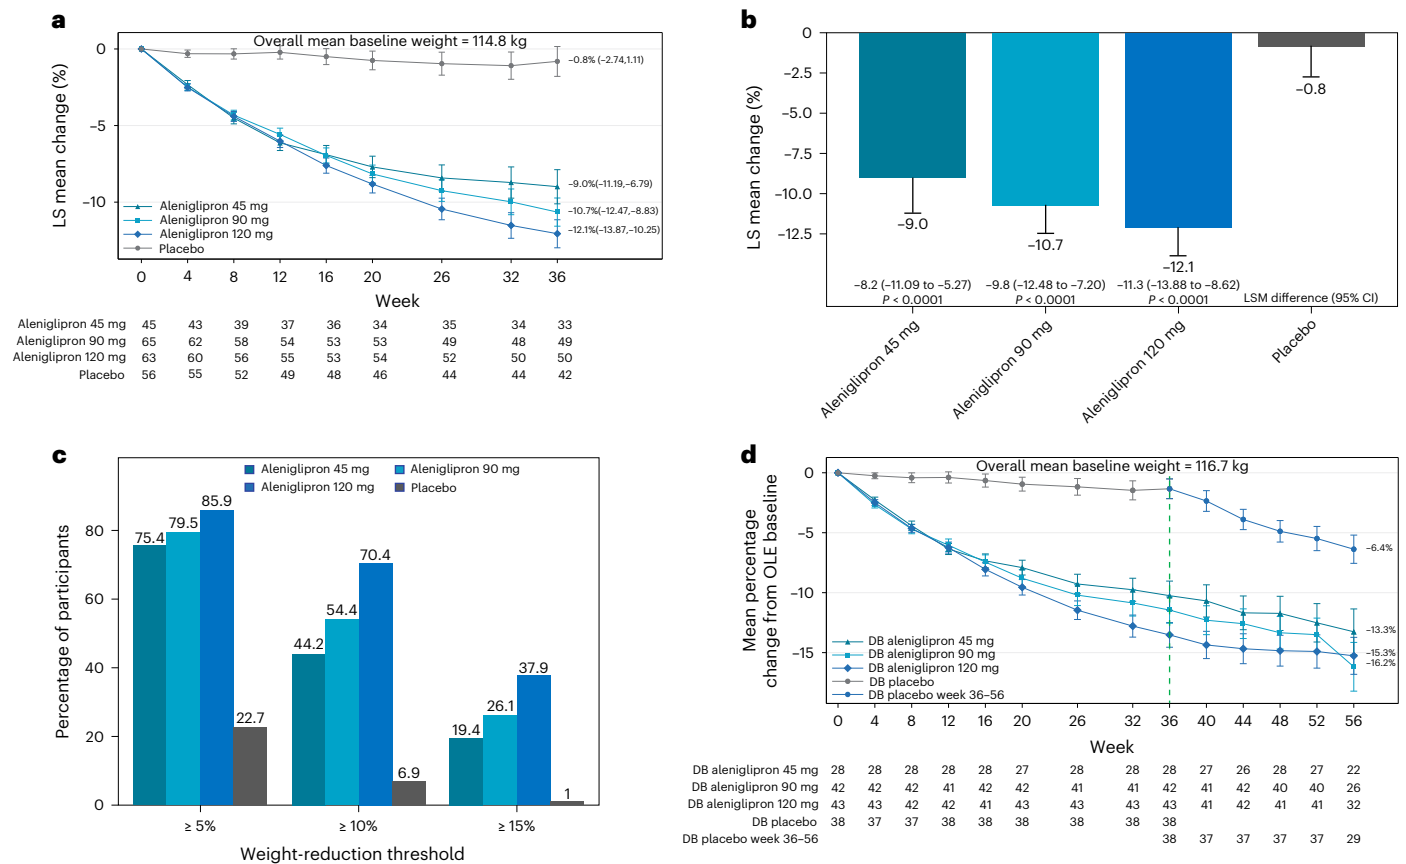 a
Overall mean baseline weight = 114.8 kg
LS mean change (%)
0
−5
−10
−0.8% (−2.74,1.11)
−9.0%(−11.19,−6.79)
−10.7%(−12.47,−8.83)
−12.1%(−13.87,−10.25)
Aleniglipron 45 mg
Aleniglipron 90 mg
Aleniglipron 120 mg
Placebo
0 4 8 12 16 20 26 32 36
Week
Aleniglipron 45 mg 45 43 39 37 36 34 35 34 33
Aleniglipron 90 mg 65 62 58 54 53 53 49 48 49
Aleniglipron 120 mg 63 60 56 55 53 54 52 50 50
Placebo 56 55 52 49 48 46 44 44 42
b
LS mean change (%)
0
−2.5
−5.0
−7.5
−10.0
−12.5
−9.0
−10.7
−12.1
−0.8
−8.2 (−11.09 to −5.27) −9.8 (−12.48 to −7.20) −11.3 (−13.88 to −8.62)
P < 0.0001 P < 0.0001 P < 0.0001 LSM difference (95% CI)
Aleniglipron 45 mg
Aleniglipron 90 mg
Aleniglipron 120 mg
Placebo
c
Aleniglipron 45 mg Aleniglipron 90 mg
Aleniglipron 120 mg Placebo
Percentage of participants
80
60
40
20
0
75.4 79.5 85.9 22.7
44.2 54.4 70.4 6.9
19.4 26.1 37.9 1
≥ 5% ≥ 10% ≥ 15%
Weight-reduction threshold
d
Overall mean baseline weight = 116.7 kg
Mean percentage
change from OLE baseline
0
−5
−10
−15
−6.4%
−13.3%
−15.3%
−16.2%
DB aleniglipron 45 mg
DB aleniglipron 90 mg
DB aleniglipron 120 mg
DB placebo
DB placebo week 36–56
0 4 8 12 16 20 26 32 36 40 44 48 52 56
Week
DB aleniglipron 45 mg 28 28 28 28 28 27 28 28 28 27 26 28 27 22
DB aleniglipron 90 mg 42 42 42 41 42 42 41 41 42 41 42 40 40 26
DB aleniglipron 120 mg 43 43 42 42 41 43 43 43 43 41 42 41 41 32
DB placebo 38 37 37 38 38 38 38 38 38
DB placebo week 36–56 38 37 37 37 37 29